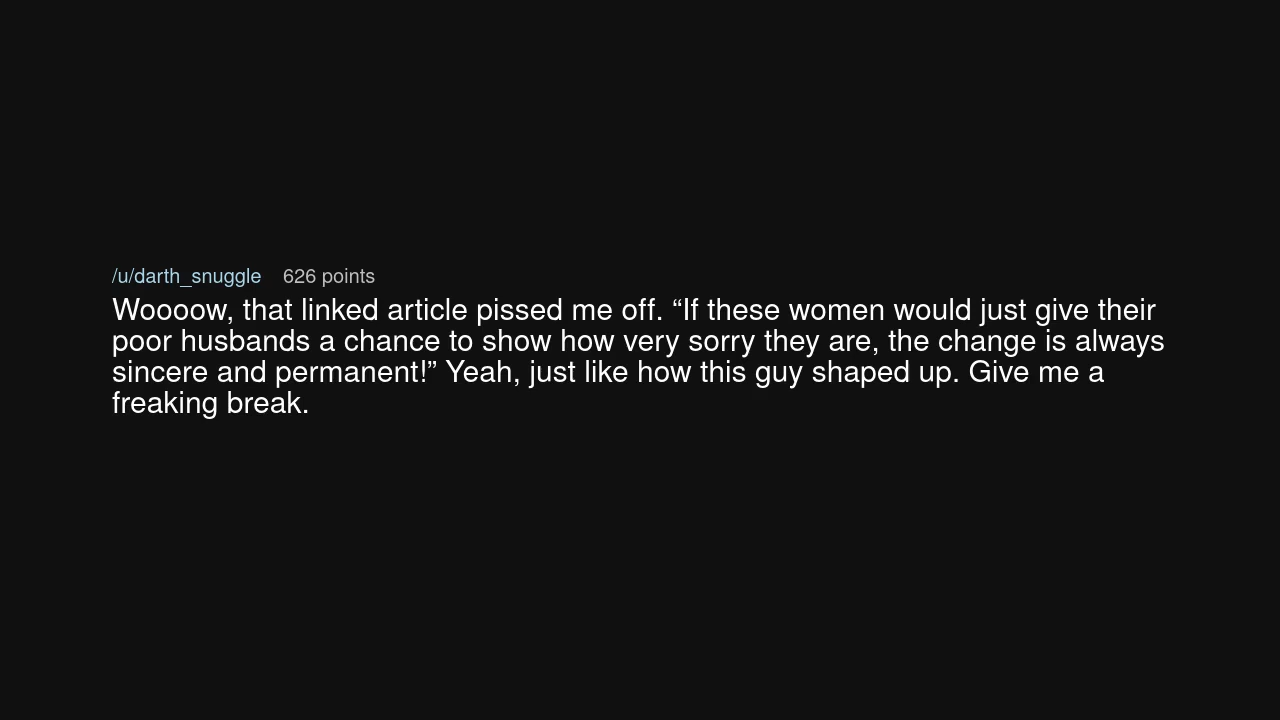 /u/darth_snuggle 626 points
Woooow, that linked article pissed me off. “If these women would just give their
poor husbands a chance to show how very sorry they are, the change is always
sincere and permanent!” Yeah, just like how this guy shaped up. Give me a
freaking break.